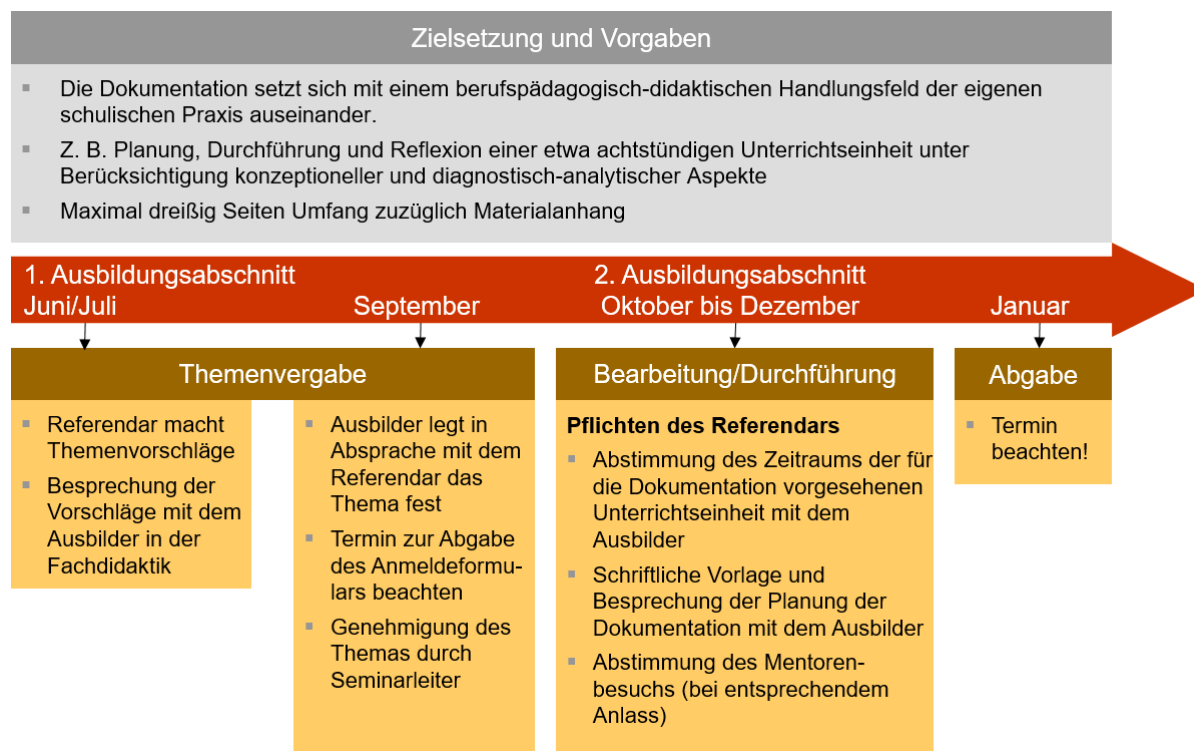 Zielsetzung und Vorgaben
▪ Die Dokumentation setzt sich mit einem berufspädagogisch-didaktischen Handlungsfeld der eigenen
schulischen Praxis auseinander.
▪ Z. B. Planung, Durchführung und Reflexion einer etwa achtstündigen Unterrichtseinheit unter
Berücksichtigung konzeptioneller und diagnostisch-analytischer Aspekte
▪ Maximal dreißig Seiten Umfang zuzüglich Materialanhang
1. Ausbildungsabschnitt
Juni/Juli
September
2. Ausbildungsabschnitt
Oktober bis Dezember
Januar
Themenvergabe
▪ Referendar macht
Themenvorschläge
▪ Besprechung der
Vorschläge mit dem
Ausbilder in der
Fachdidaktik
▪ Ausbilder legt in
Absprache mit dem
Referendar das
Thema fest
▪ Termin zur Abgabe
des Anmeldeformu-
lars beachten
▪ Genehmigung des
Themas durch
Seminarleiter
Bearbeitung/Durchführung
Pflichten des Referendars
▪ Abstimmung des Zeitraums der für
die Dokumentation vorgesehenen
Unterrichtseinheit mit dem
Ausbilder
▪ Schriftliche Vorlage und
Besprechung der Planung der
Dokumentation mit dem Ausbilder
▪ Abstimmung des Mentoren-
besuchs (bei entsprechendem
Anlass)
Abgabe
▪ Termin
beachten!